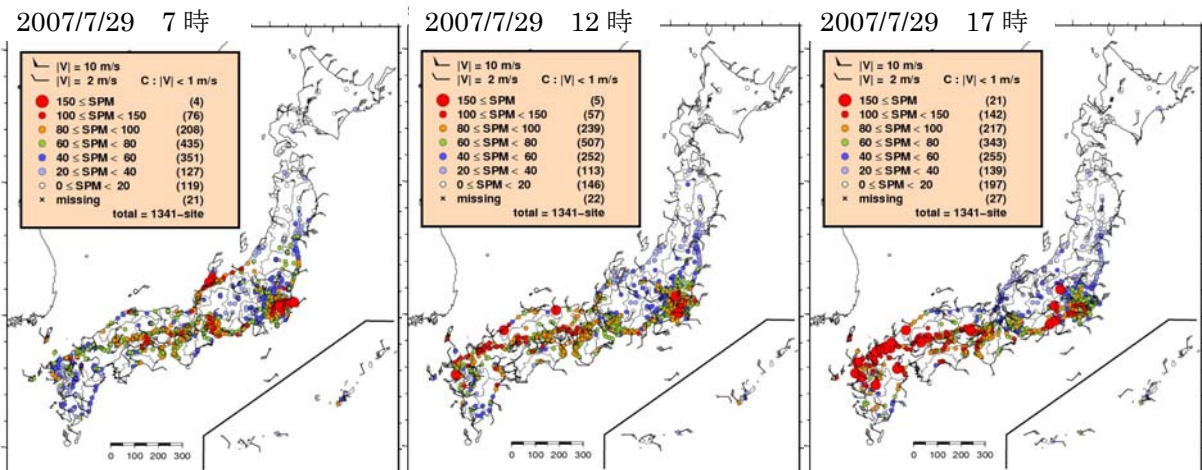 2007/7/29 7時
|V| = 10 m/s
|V| = 2 m/s C : |V| < 1 m/s
150 ≤ SPM (4)
100 ≤ SPM < 150 (76)
80 ≤ SPM < 100 (208)
60 ≤ SPM < 80 (435)
40 ≤ SPM < 60 (351)
20 ≤ SPM < 40 (127)
0 ≤ SPM < 20 (119)
× missing (21)
total = 1341-site
0 100 200 300
2007/7/29 12時
|V| = 10 m/s
|V| = 2 m/s C : |V| < 1 m/s
150 ≤ SPM (5)
100 ≤ SPM < 150 (57)
80 ≤ SPM < 100 (239)
60 ≤ SPM < 80 (507)
40 ≤ SPM < 60 (252)
20 ≤ SPM < 40 (113)
0 ≤ SPM < 20 (146)
× missing (22)
total = 1341-site
0 100 200 300
2007/7/29 17時
|V| = 10 m/s
|V| = 2 m/s C : |V| < 1 m/s
150 ≤ SPM (21)
100 ≤ SPM < 150 (142)
80 ≤ SPM < 100 (217)
60 ≤ SPM < 80 (343)
40 ≤ SPM < 60 (255)
20 ≤ SPM < 40 (139)
0 ≤ SPM < 20 (197)
× missing (27)
total = 1341-site
0 100 200 300